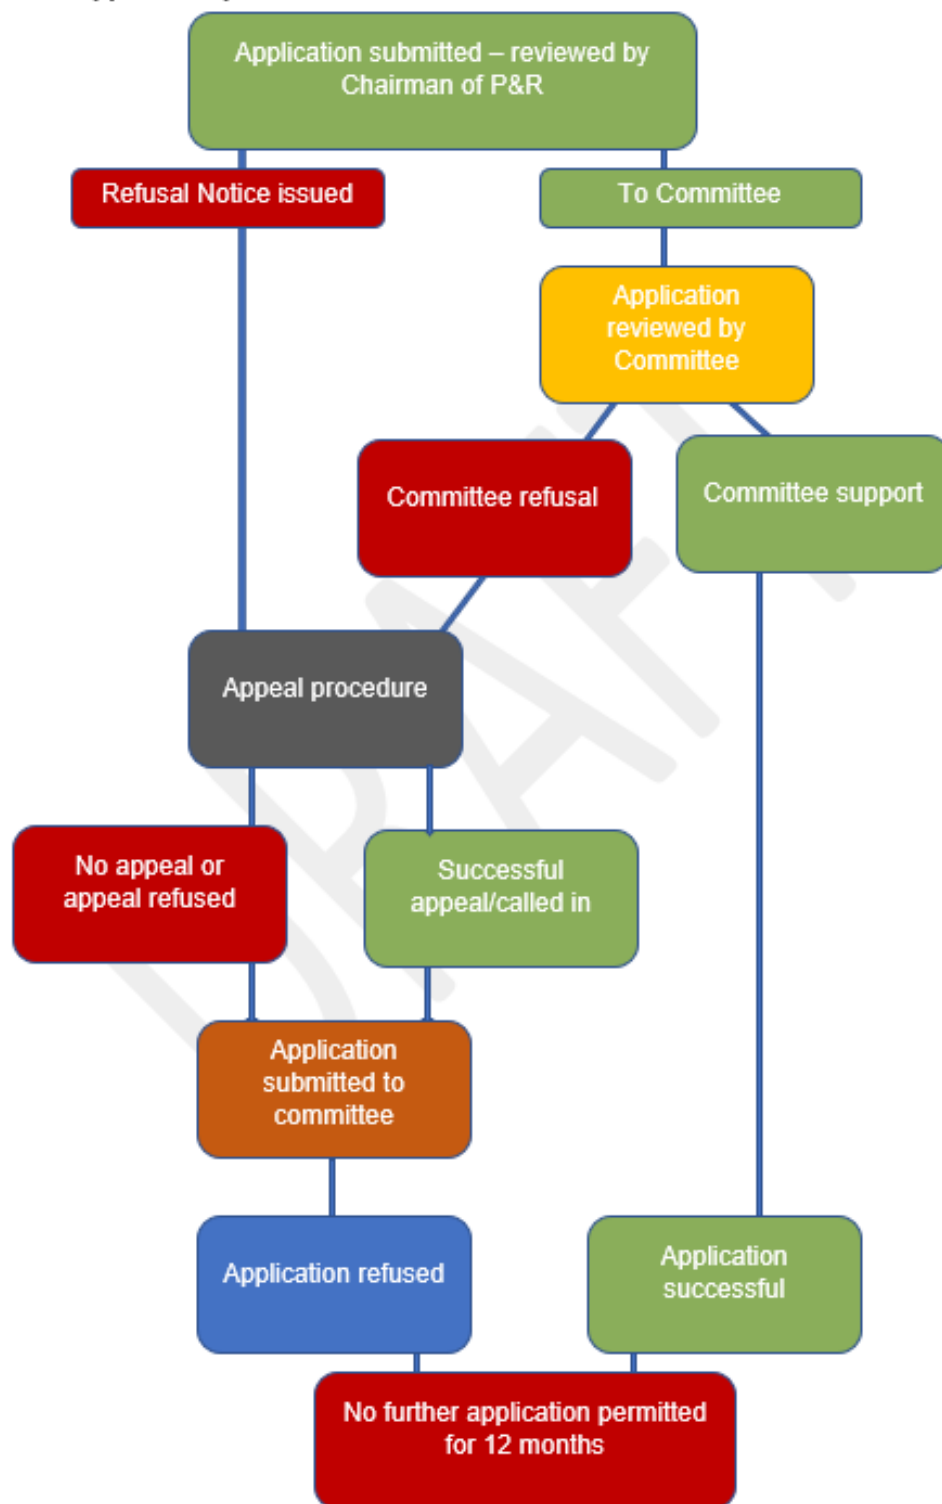 Application submitted – reviewed by
Chairman of P&R
Refusal Notice issued
To Committee
Application
reviewed by
Committee
Committee refusal
Committee support
Appeal procedure
No appeal or
appeal refused
Successful
appeal/called in
Application
submitted to
committee
Application refused
Application
successful
No further application permitted
for 12 months
DRAFT